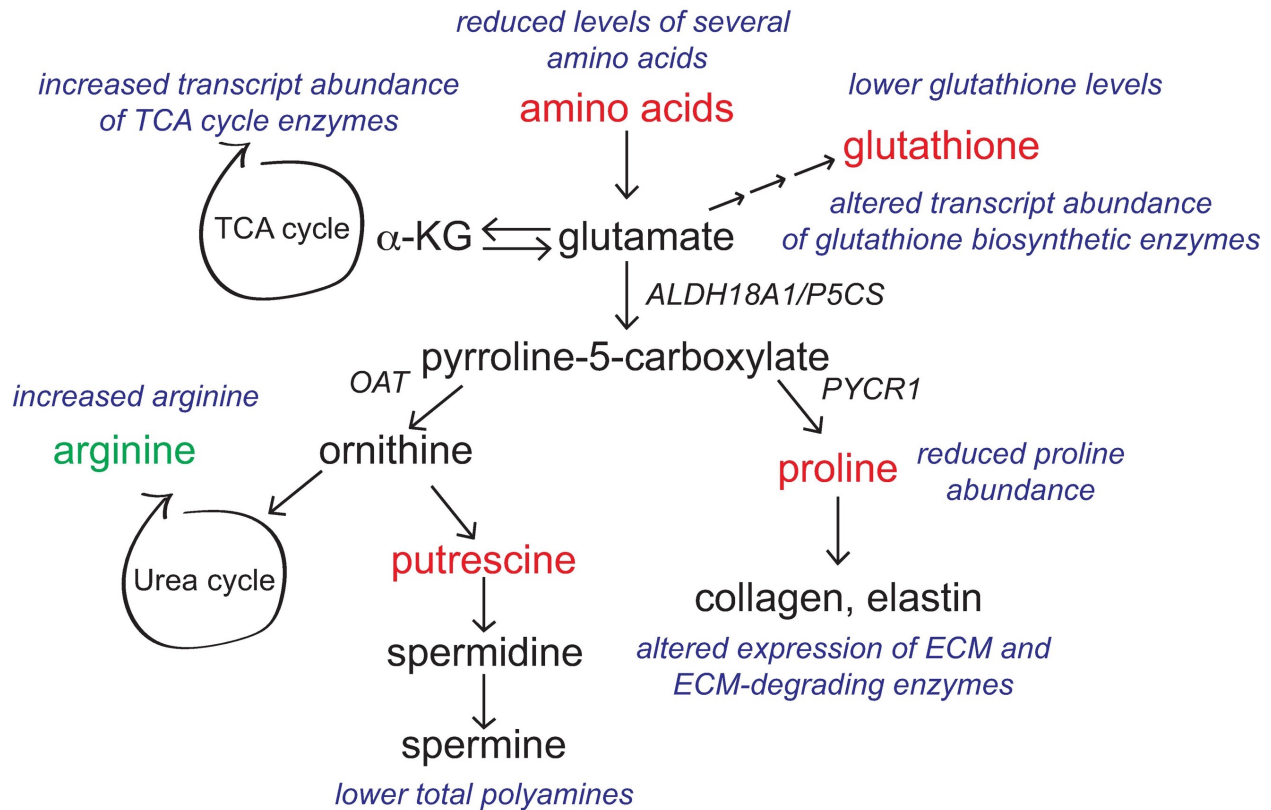 reduced levels of several
amino acids
increased transcript abundance
of TCA cycle enzymes
amino acids
lower glutathione levels
glutathione
TCA cycle
α-KG
glutamate
altered transcript abundance
of glutathione biosynthetic enzymes
ALDH18A1/P5CS
pyrroline-5-carboxylate
OAT
PYCR1
increased arginine
arginine
ornithine
proline
reduced proline
abundance
putrescine
Urea cycle
collagen, elastin
spermidine
altered expression of ECM and
ECM-degrading enzymes
spermine
lower total polyamines